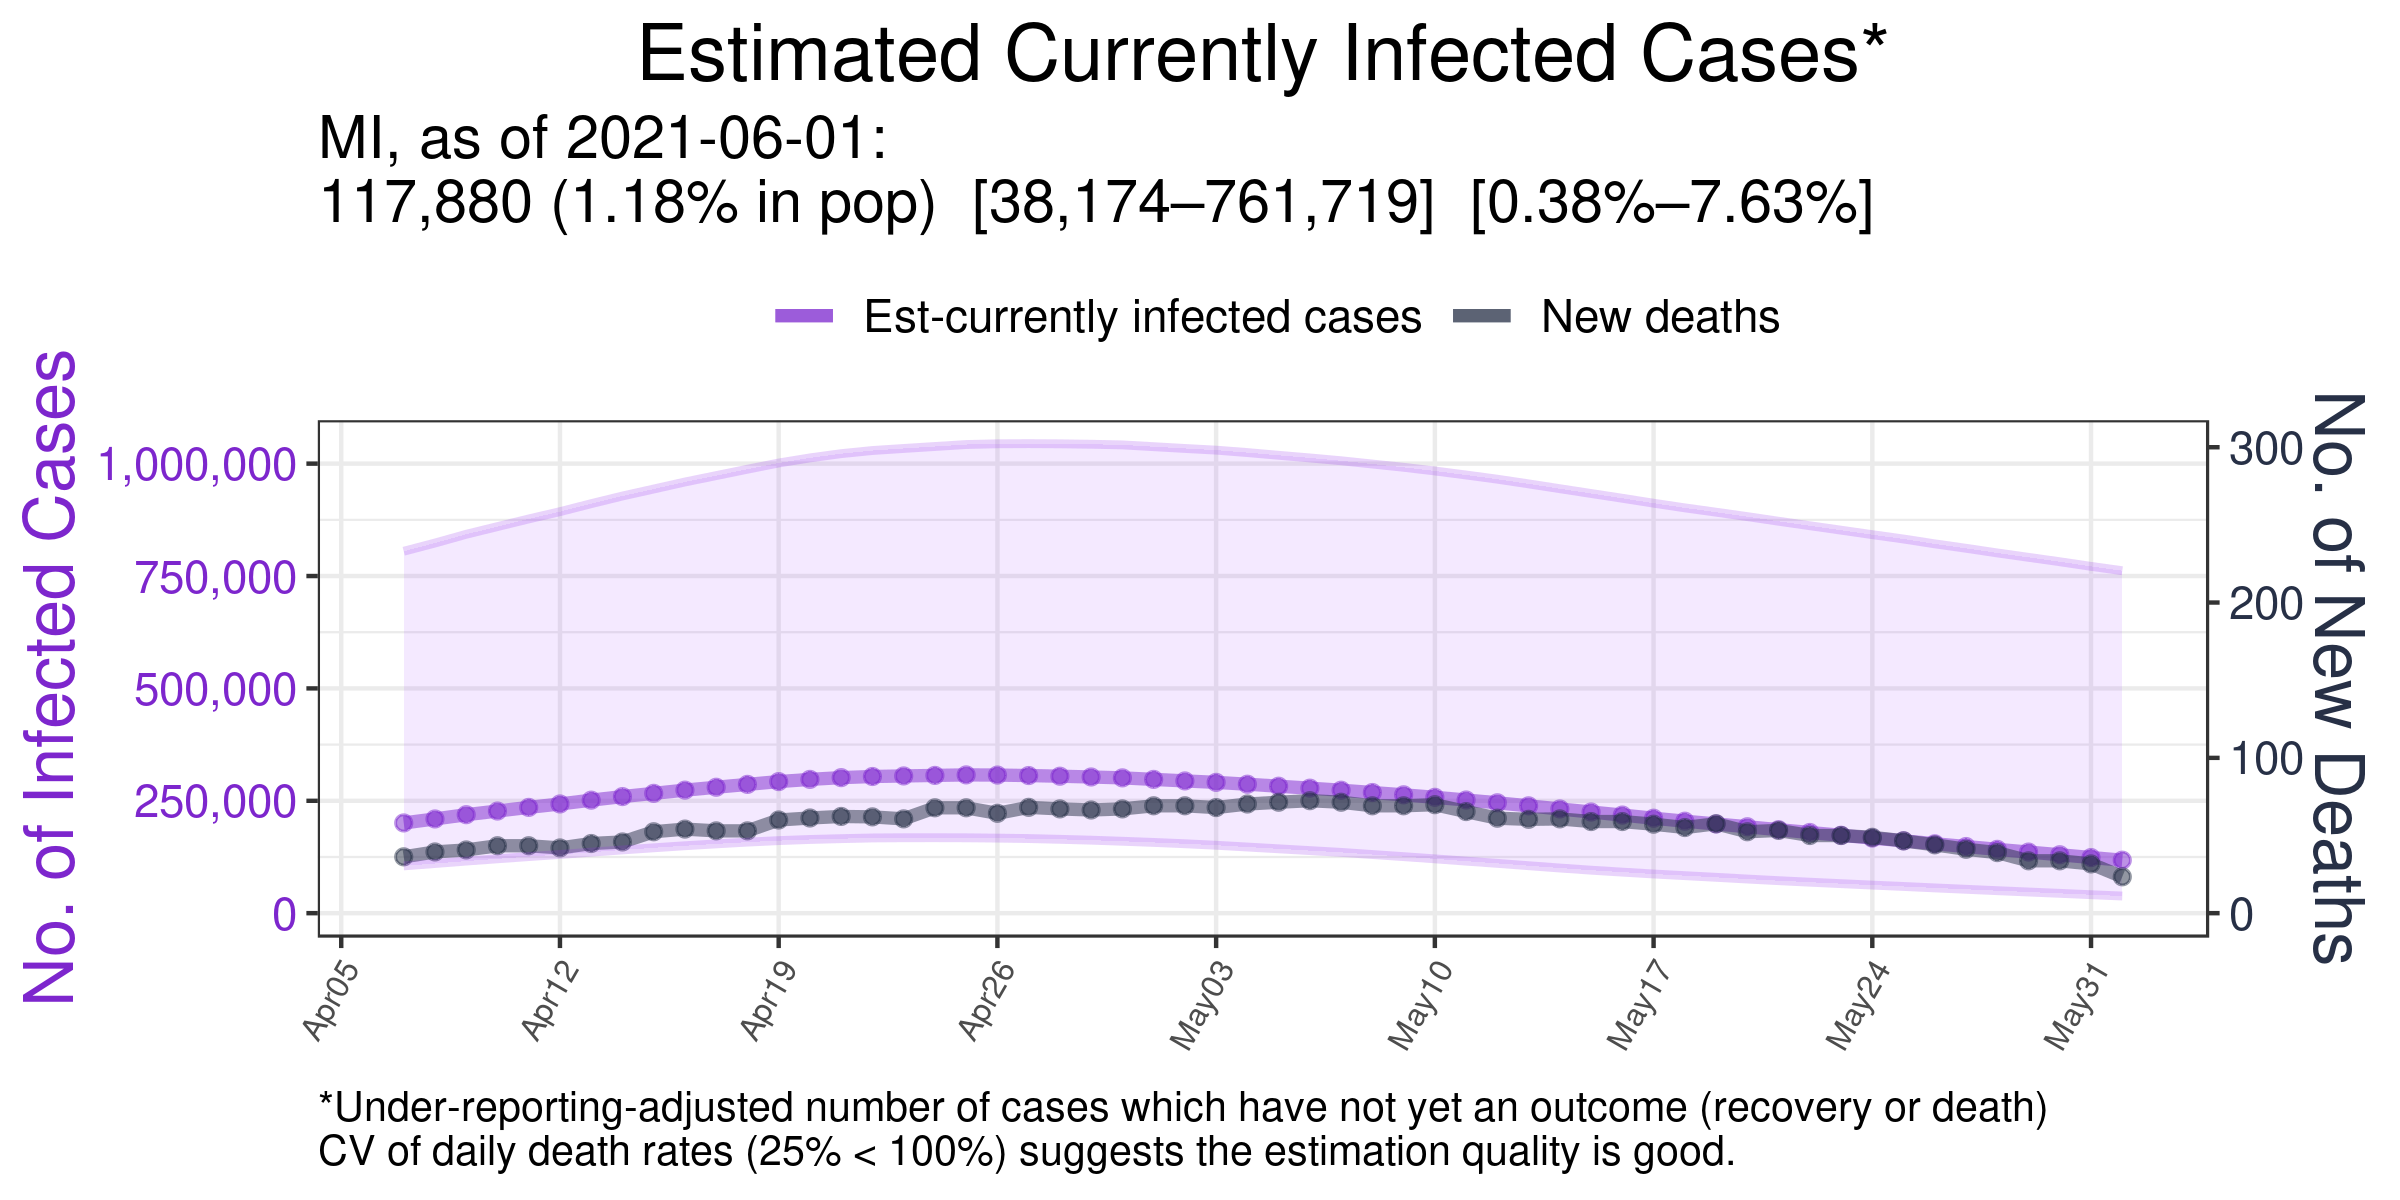 Estimated Currently Infected Cases*
MI, as of 2021-06-01:
117,880 (1.18% in pop)  [38,174–761,719]  [0.38%–7.63%]
Est-currently infected cases
New deaths
No. of Infected Cases
1,000,000
750,000
500,000
250,000
0
300
200
100
0
No. of New Deaths
Apr05
Apr12
Apr19
Apr26
May03
May10
May17
May24
May31
*Under-reporting-adjusted number of cases which have not yet an outcome (recovery or death)
CV of daily death rates (25% < 100%) suggests the estimation quality is good.